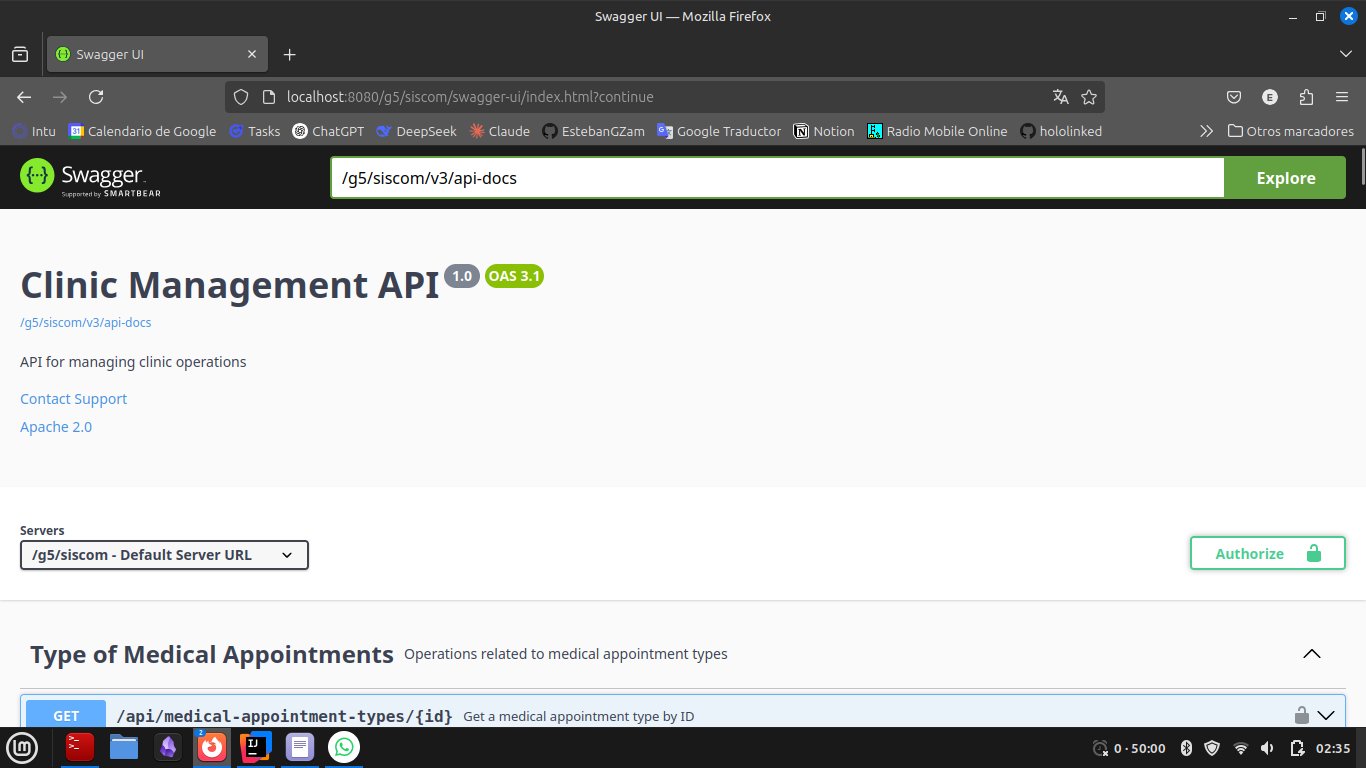 Swagger UI — Mozilla Firefox
Swagger UI
localhost:8080/g5/siscom/swagger-ui/index.html?continue
E
Intu
31 Calendario de Google
Tasks
ChatGPT
DeepSeek
Claude
EstebanGZam
Google Traductor
Notion
Radio Mobile Online
hololinked
Otros marcadores
Swagger
Supported by SMARTBEAR
/g5/siscom/v3/api-docs
Explore
Clinic Management API 1.0 OAS 3.1
/g5/siscom/v3/api-docs
API for managing clinic operations
Contact Support
Apache 2.0
Servers
/g5/siscom - Default Server URL
Authorize
Type of Medical Appointments Operations related to medical appointment types
GET /api/medical-appointment-types/{id} Get a medical appointment type by ID
2
IJ
0 · 50:00
02:35